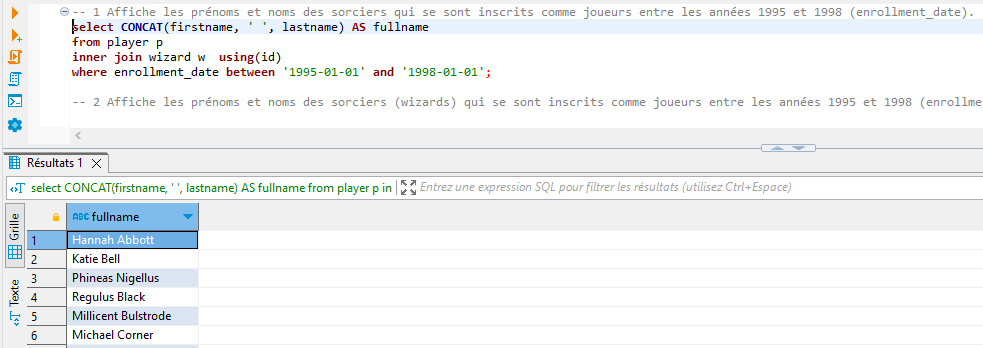 -- 1 Affiche les prénoms et noms des sorciers qui se sont inscrits comme joueurs entre les années 1995 et 1998 (enrollment_date).
select CONCAT(firstname, ' ', lastname) AS fullname
from player p
inner join wizard w  using(id)
where enrollment_date between '1995-01-01' and '1998-01-01';
-- 2 Affiche les prénoms et noms des sorciers (wizards) qui se sont inscrits comme joueurs entre les années 1995 et 1998 (enrollme
Résultats 1
select CONCAT(firstname, ' ', lastname) AS fullname from player p in
Entrez une expression SQL pour filtrer les résultats (utilisez Ctrl+Espace)
Grille
Texte
ABC fullname
1 Hannah Abbott
2 Katie Bell
3 Phineas Nigellus
4 Regulus Black
5 Millicent Bulstrode
6 Michael Corner